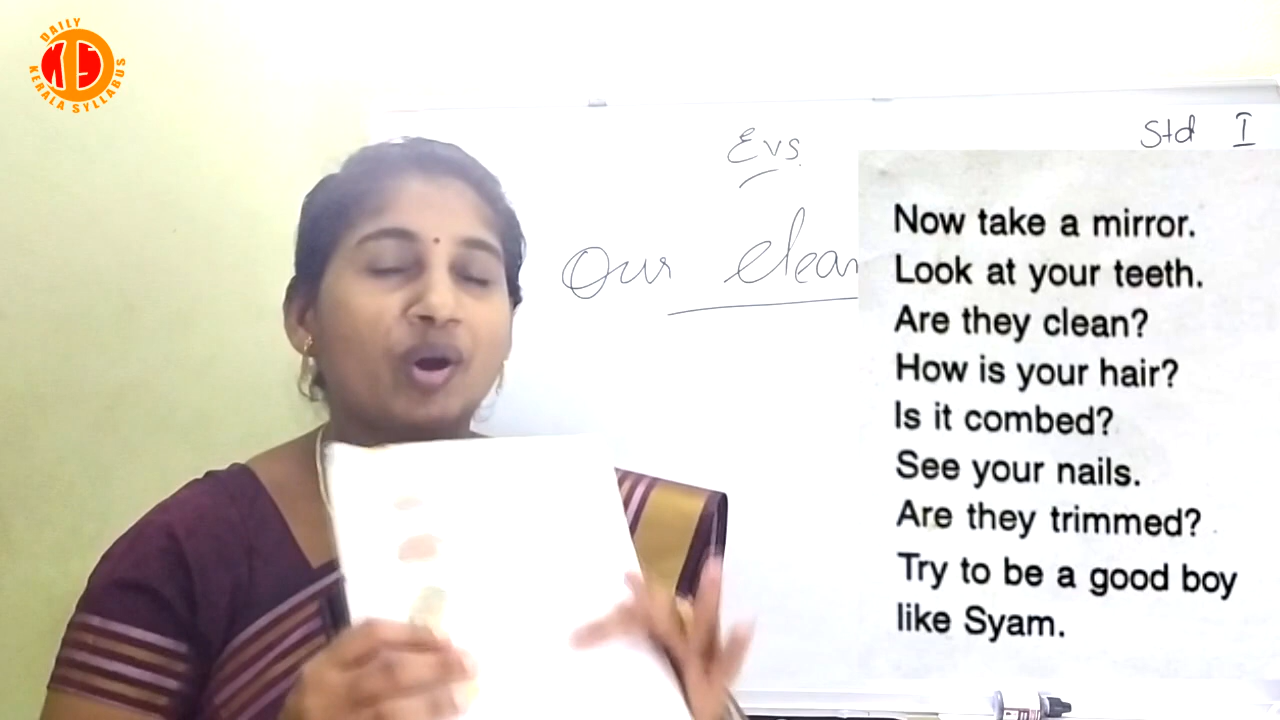 DAILY
KERALA SYLLABUS
Evs.
Std I
Our clean
Now take a mirror.
Look at your teeth.
Are they clean?
How is your hair?
Is it combed?
See your nails.
Are they trimmed?
Try to be a good boy
like Syam.